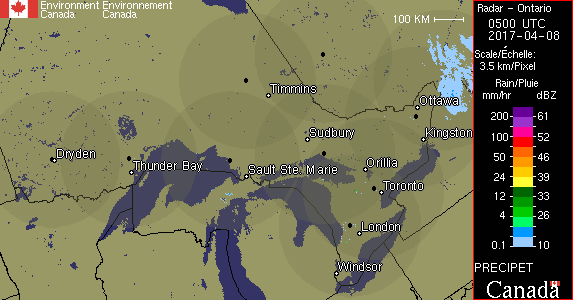 Environment Environnement
Canada Canada
100 KM
Timmins
Ottawa
Sudbury
Kingston
Dryden
Thunder Bay
Sault Ste. Marie
Orillia
Toronto
London
Windsor
Radar - Ontario
0500 UTC
2017-04-08
Scale/Échelle:
3.5 km/Pixel
Rain/Pluie
mm/hr dBZ
200 61
100 52
50 46
24 39
12 33
4 26
0.1 10
PRECIPET
Canada